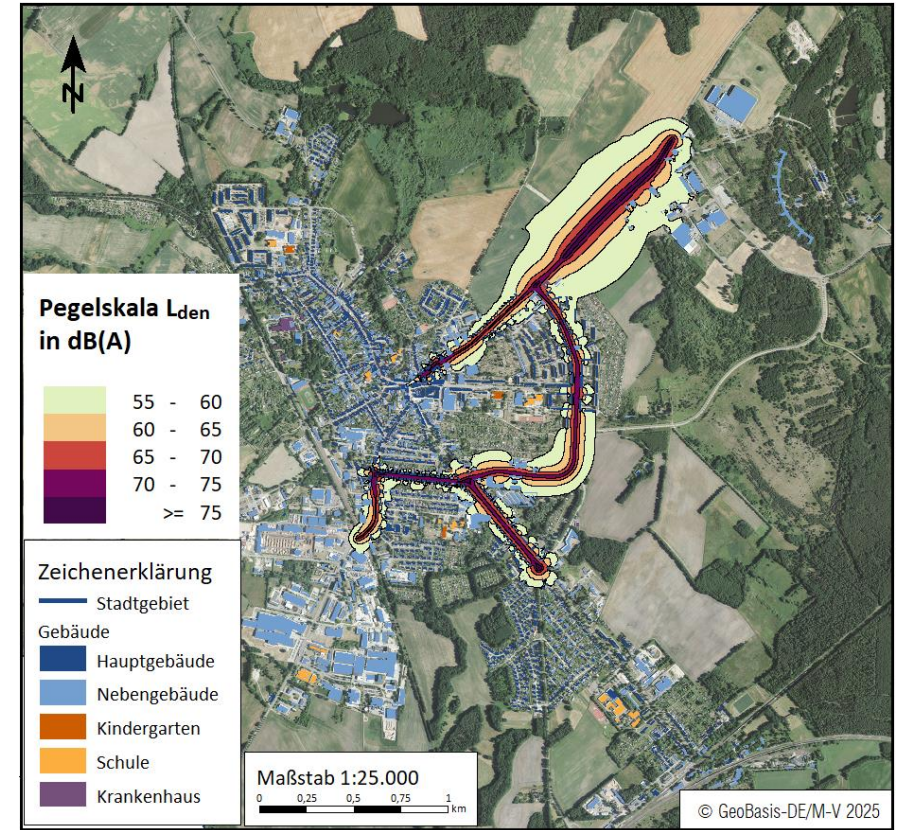 N
Pegelskala Lden
in dB(A)
55 - 60
60 - 65
65 - 70
70 - 75
>= 75
Zeichenerklärung
Stadtgebiet
Gebäude
Hauptgebäude
Nebengebäude
Kindergarten
Schule
Krankenhaus
Maßstab 1:25.000
0 0,25 0,5 0,75 1
km
© GeoBasis-DE/M-V 2025